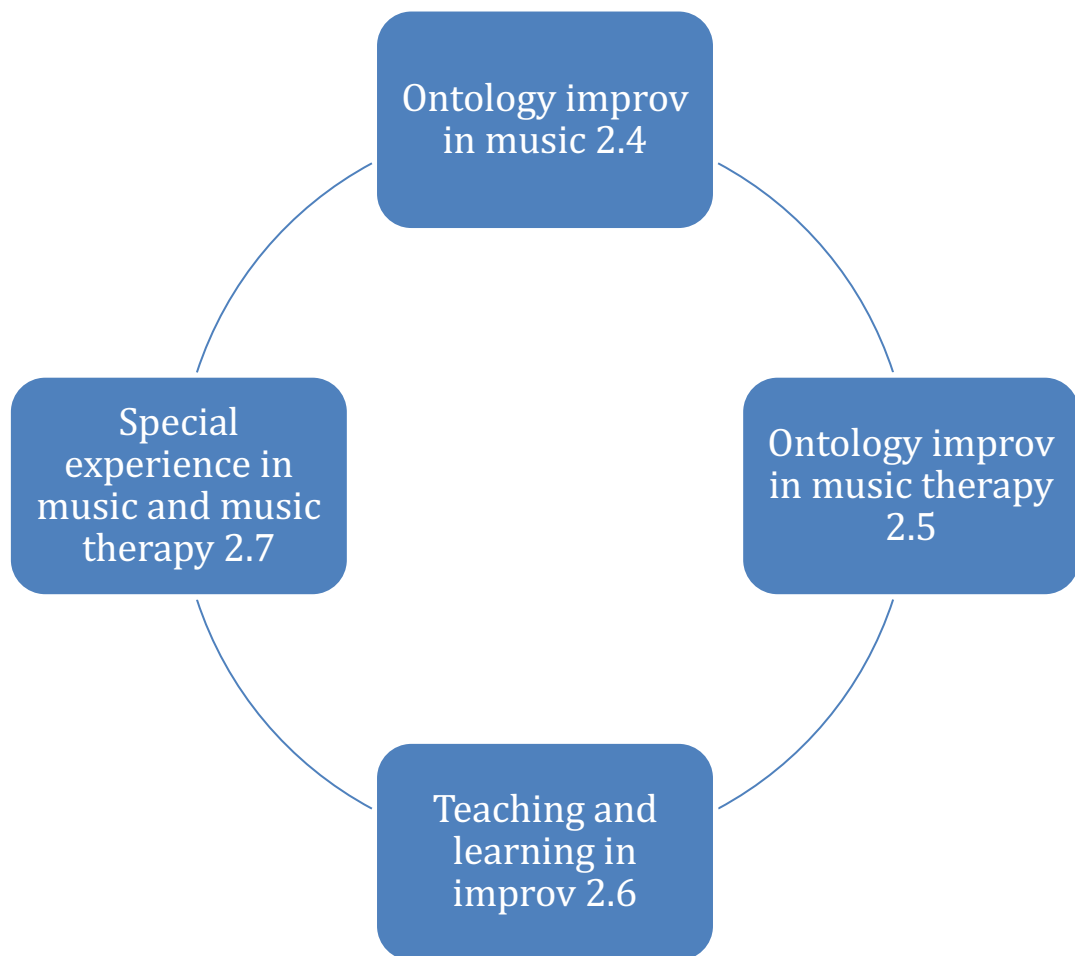 Ontology improv
in music 2.4
Ontology improv
in music therapy
2.5
Teaching and
learning in
improv 2.6
Special
experience in
music and music
therapy 2.7